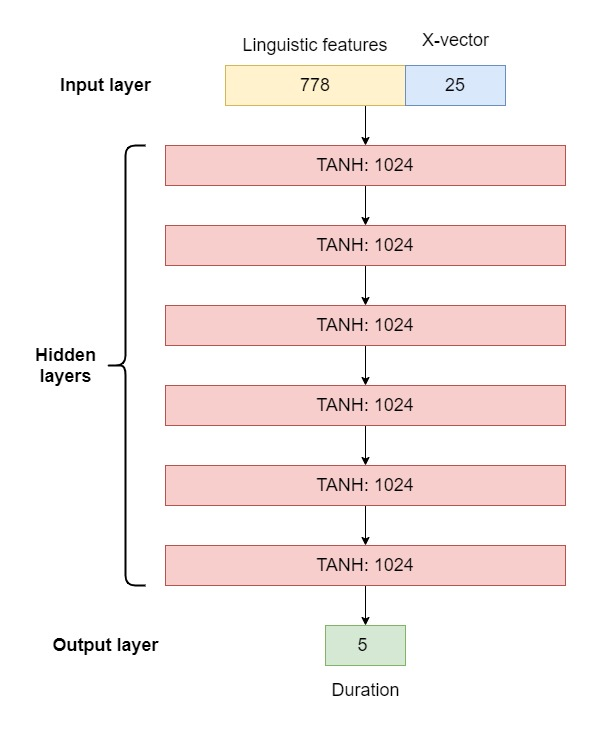 Linguistic features
X-vector
Input layer
778
25
TANH: 1024
TANH: 1024
TANH: 1024
Hidden
layers
TANH: 1024
TANH: 1024
TANH: 1024
Output layer
5
Duration